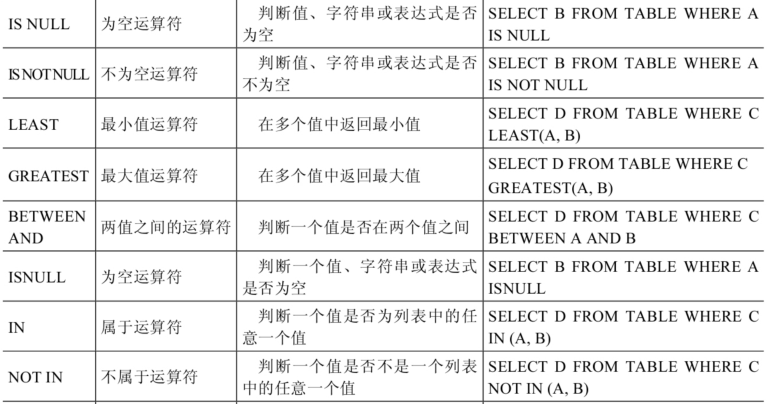 IS NULL 为空运算符 判断值、字符串或表达式是否为空 SELECT B FROM TABLE WHERE A IS NULL
IS NOT NULL 不为空运算符 判断值、字符串或表达式是否不为空 SELECT B FROM TABLE WHERE A IS NOT NULL
LEAST 最小值运算符 在多个值中返回最小值 SELECT D FROM TABLE WHERE C LEAST(A, B)
GREATEST 最大值运算符 在多个值中返回最大值 SELECT D FROM TABLE WHERE C GREATEST(A, B)
BETWEEN AND 两值之间的运算符 判断一个值是否在两个值之间 SELECT D FROM TABLE WHERE C BETWEEN A AND B
ISNULL 为空运算符 判断一个值、字符串或表达式是否为空 SELECT B FROM TABLE WHERE A ISNULL
IN 属于运算符 判断一个值是否为列表中的任意一个值 SELECT D FROM TABLE WHERE C IN (A, B)
NOT IN 不属于运算符 判断一个值是否不是一个列表中的任意一个值 SELECT D FROM TABLE WHERE C NOT IN (A, B)